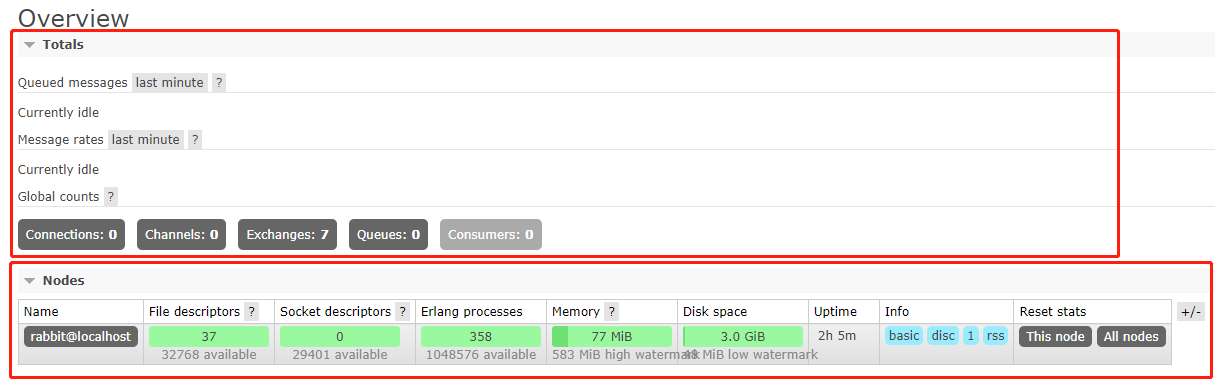 Overview
Totals
Queued messages last minute ?
Currently idle
Message rates last minute ?
Currently idle
Global counts ?
Connections: 0 Channels: 0 Exchanges: 7 Queues: 0 Consumers: 0
Nodes
Name File descriptors ? Socket descriptors ? Erlang processes Memory ? Disk space Uptime Info Reset stats +/-
rabbit@localhost 37 0 358 77 MiB 3.0 GiB 2h 5m basic disc 1 rss This node All nodes
32768 available 29401 available 1048576 available 583 MiB high watermark 48 MiB low watermark